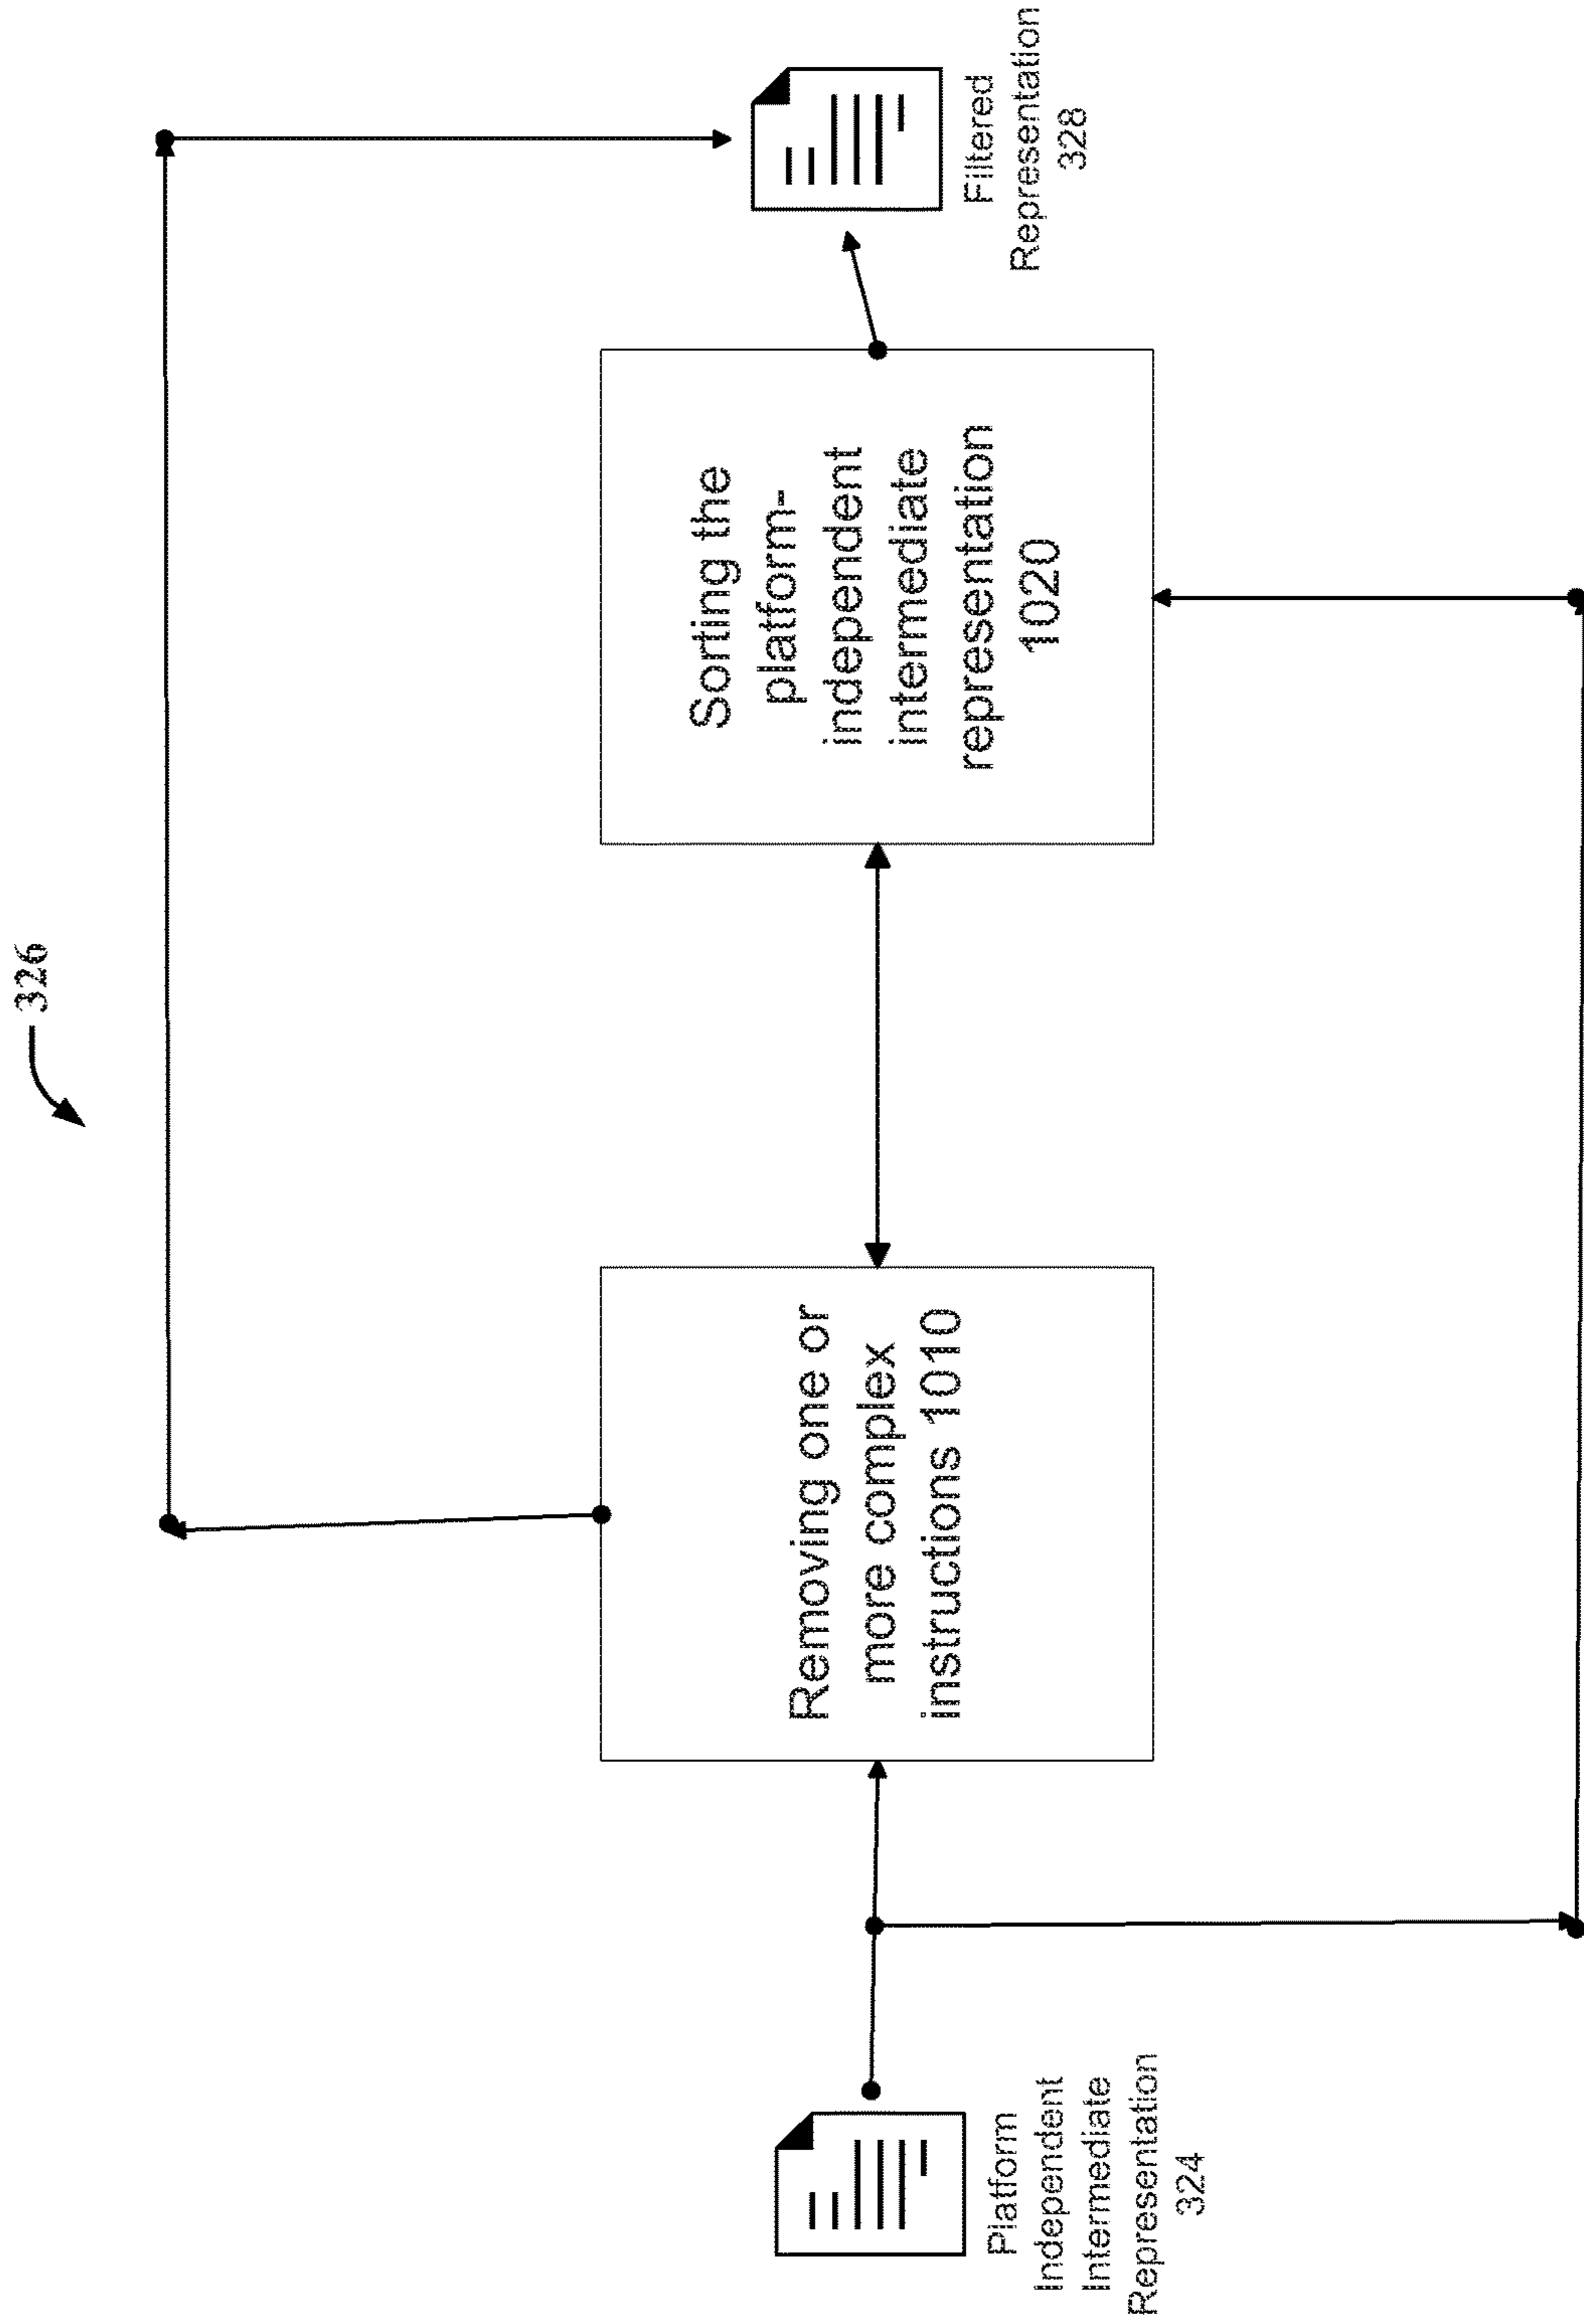 326
Platform
Independent
Intermediate
Representation
324
Removing one or
more complex
instructions 1010
Sorting the
platform-
independent
intermediate
representation
1020
Filtered
Representation
328